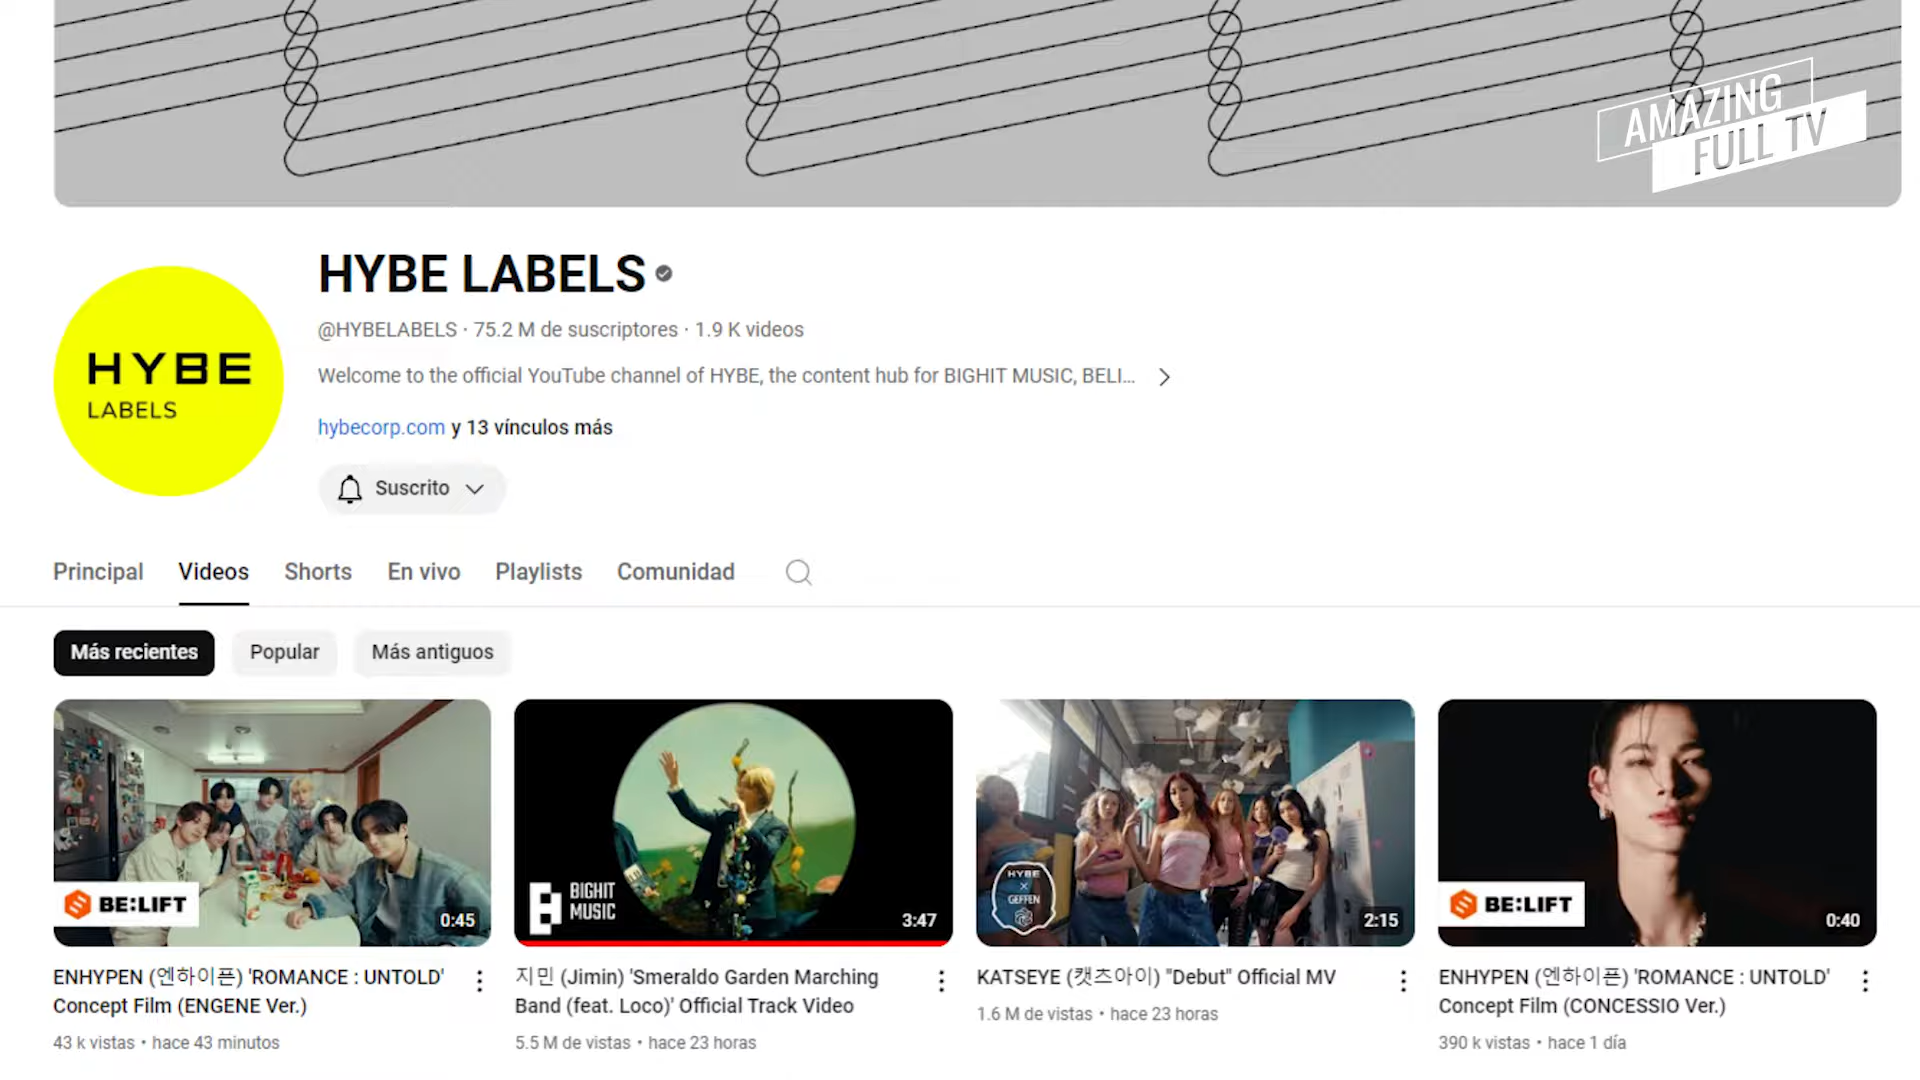 AMAZING
FULL TV
HYBE LABELS
@HYBELABELS · 75.2 M de suscriptores · 1.9 K videos
Welcome to the official YouTube channel of HYBE, the content hub for BIGHIT MUSIC, BELI...
hybecorp.com y 13 vínculos más
HYBE
LABELS
Suscrito
Principal Videos Shorts En vivo Playlists Comunidad
Más recientes Popular Más antiguos
BE:LIFT
0:45
BIGHIT
MUSIC
3:47
HYBE
X
GEFFEN
2:15
BE:LIFT
0:40
ENHYPEN (엔하이픈) 'ROMANCE : UNTOLD'
Concept Film (ENGENE Ver.)
43 k vistas • hace 43 minutos
지민 (Jimin) 'Smeraldo Garden Marching
Band (feat. Loco)' Official Track Video
5.5 M de vistas • hace 23 horas
KATSEYE (캣츠아이) "Debut" Official MV
1.6 M de vistas • hace 23 horas
ENHYPEN (엔하이픈) 'ROMANCE : UNTOLD'
Concept Film (CONCESSIO Ver.)
390 k vistas • hace 1 día